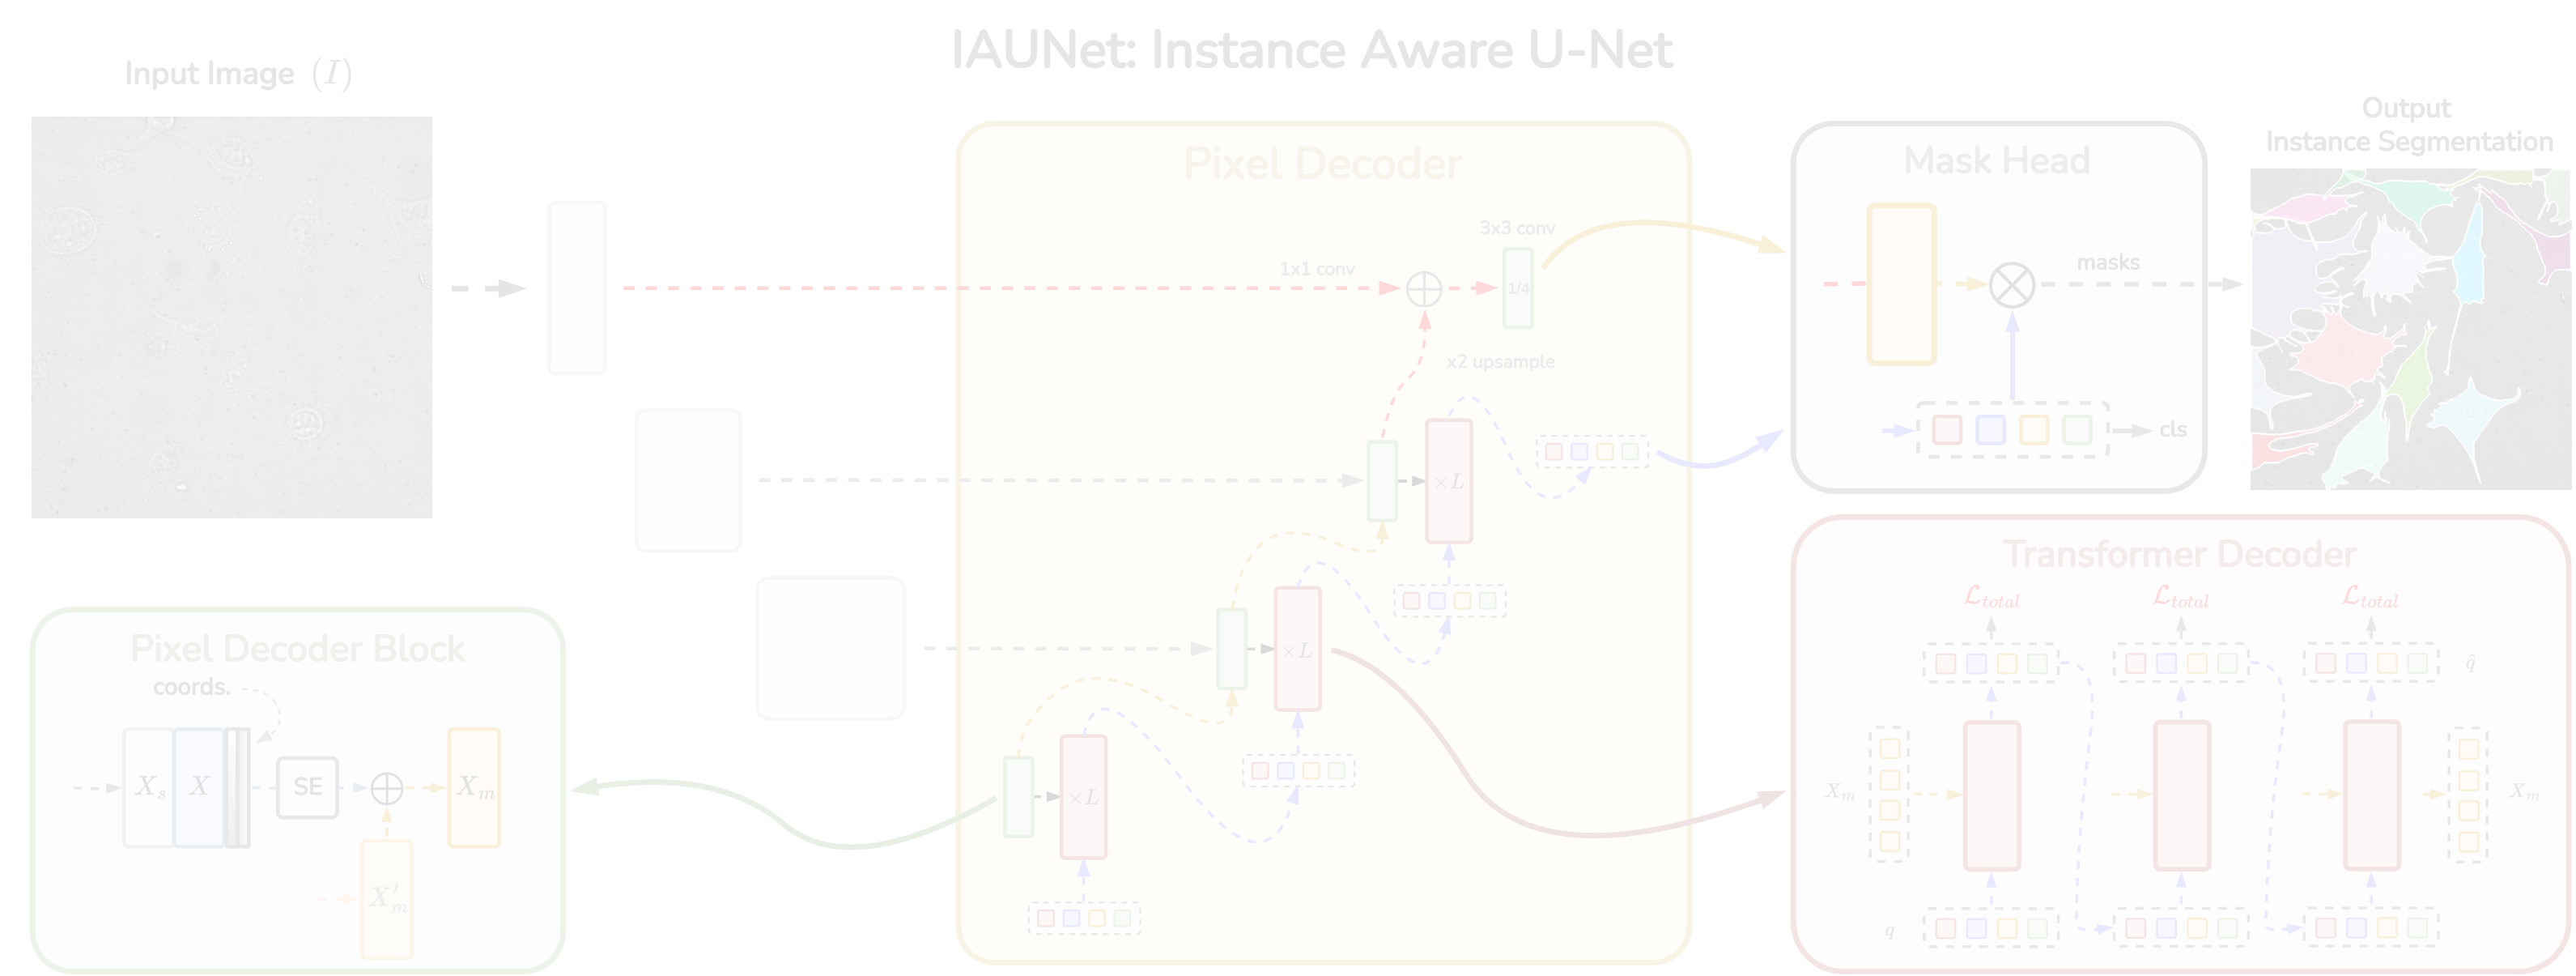 IAUNet: Instance Aware U-Net
Input Image (I)
Output
Instance Segmentation
Pixel Decoder
Mask Head
3x3 conv
1x1 conv
1/4
masks
x2 upsample
cls
×L
×L
×L
Transformer Decoder
𝓛total
𝓛total
𝓛total
q̂
Xm
Xm
q
Pixel Decoder Block
coords.
Xs
X
SE
Xm
X′m